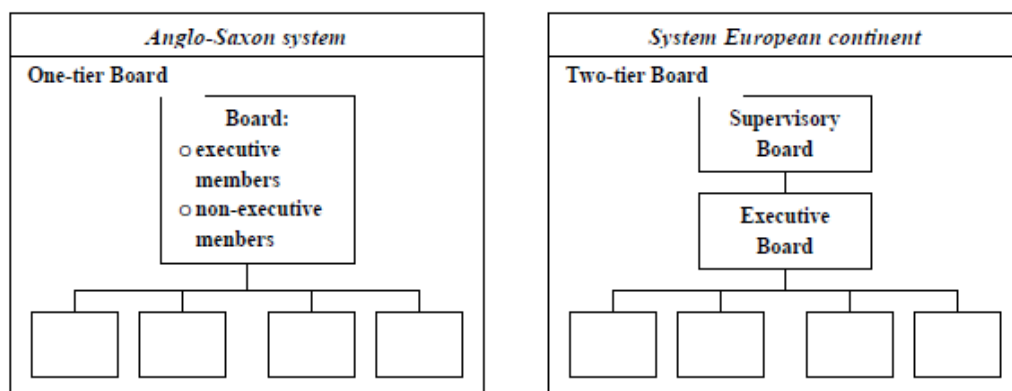 Anglo-Saxon system
One-tier Board
Board:
o executive
members
o non-executive
menbers
System European continent
Two-tier Board
Supervisory
Board
Executive
Board